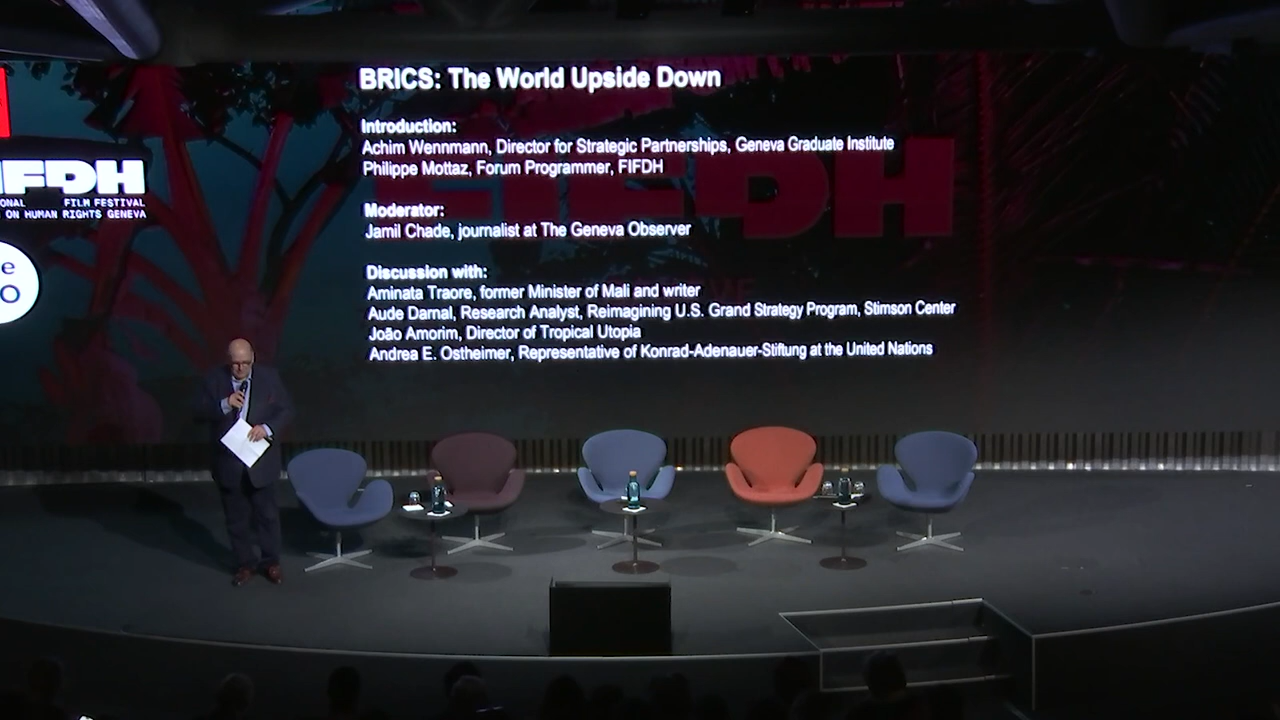 BRICS: The World Upside Down
Introduction:
Achim Wennmann, Director for Strategic Partnerships, Geneva Graduate Institute
Philippe Mottaz, Forum Programmer, FIFDH
Moderator:
Jamil Chade, journalist at The Geneva Observer
Discussion with:
Aminata Traore, former Minister of Mali and writer
Aude Darnal, Research Analyst, Reimagining U.S. Grand Strategy Program, Stimson Center
João Amorim, Director of Tropical Utopia
Andrea E. Ostheimer, Representative of Konrad-Adenauer-Stiftung at the United Nations
IFDH
ONAL FILM FESTIVAL
ON HUMAN RIGHTS GENEVA
e
O
FIFDH